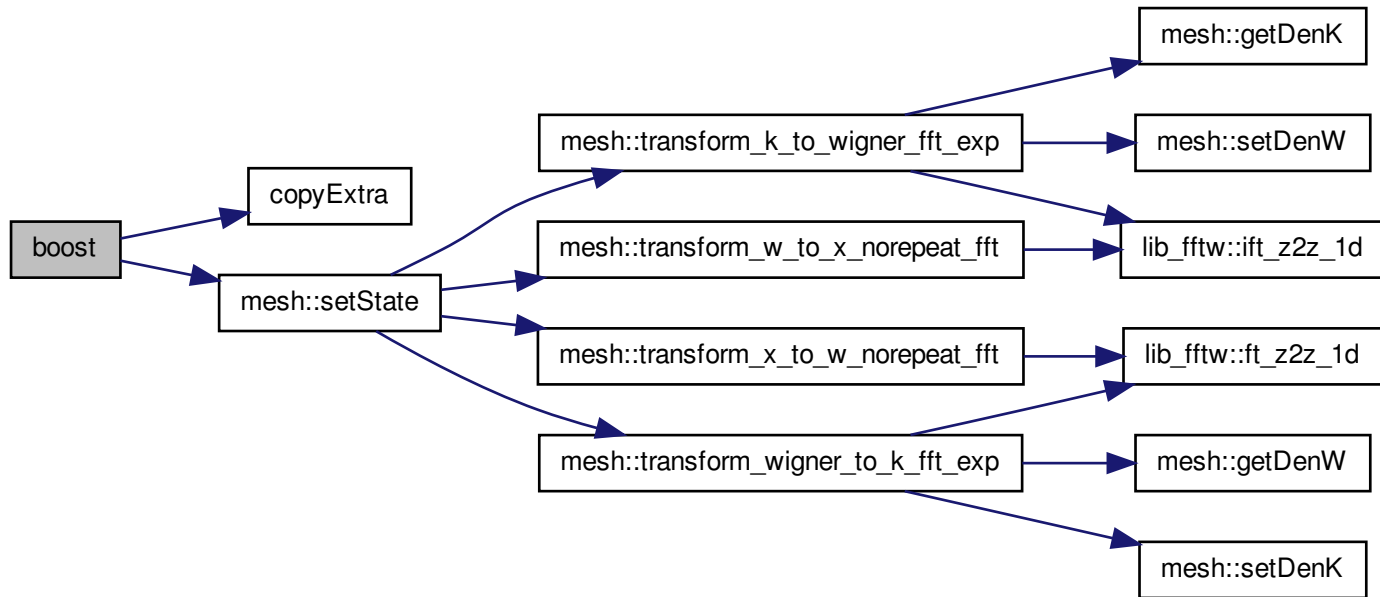 boost
copyExtra
mesh::setState
mesh::transform_k_to_wigner_fft_exp
mesh::transform_w_to_x_norepeat_fft
mesh::transform_x_to_w_norepeat_fft
mesh::transform_wigner_to_k_fft_exp
mesh::getDenK
mesh::setDenW
lib_fftw::ift_z2z_1d
lib_fftw::ft_z2z_1d
mesh::getDenW
mesh::setDenK